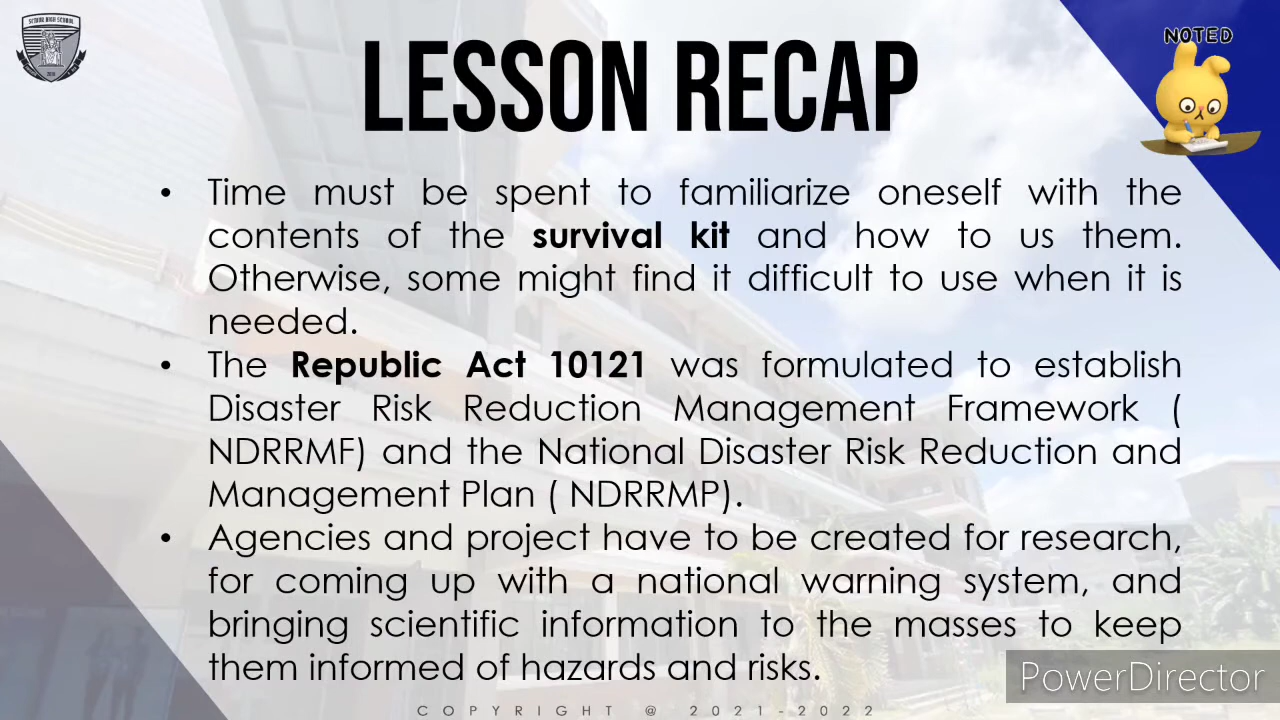 SENIOR HIGH SCHOOL
NOTED
LESSON RECAP
• Time must be spent to familiarize oneself with the
contents of the survival kit and how to us them.
Otherwise, some might find it difficult to use when it is
needed.
• The Republic Act 10121 was formulated to establish
Disaster Risk Reduction Management Framework (
NDRRMF) and the National Disaster Risk Reduction and
Management Plan ( NDRRMP).
• Agencies and project have to be created for research,
for coming up with a national warning system, and
bringing scientific information to the masses to keep
them informed of hazards and risks.
PowerDirector
COPYRIGHT @ 2021-2022